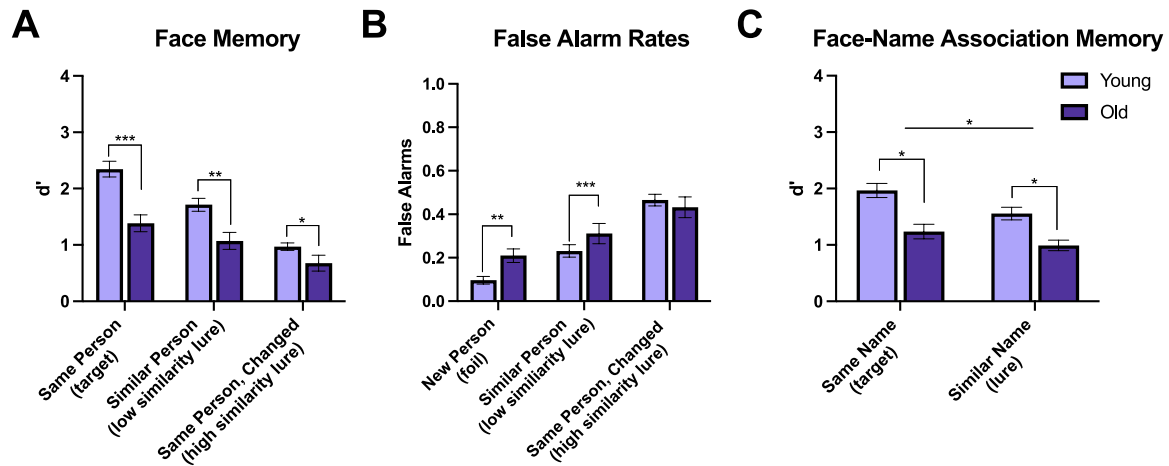 A
Face Memory
4
3
2
1
0
d'
***
**
*
Same Person
(target)
Similar Person
(low similarity lure)
Same Person, Changed
(high similarity lure)
B
False Alarm Rates
1.0
0.8
0.6
0.4
0.2
0.0
False Alarms
**
***
New Person
(foil)
Similar Person
(low similiarity lure)
Same Person, Changed
(high similarity lure)
C
Face-Name Association Memory
4
3
2
1
0
d'
*
*
*
Young
Old
Same Name
(target)
Similar Name
(lure)